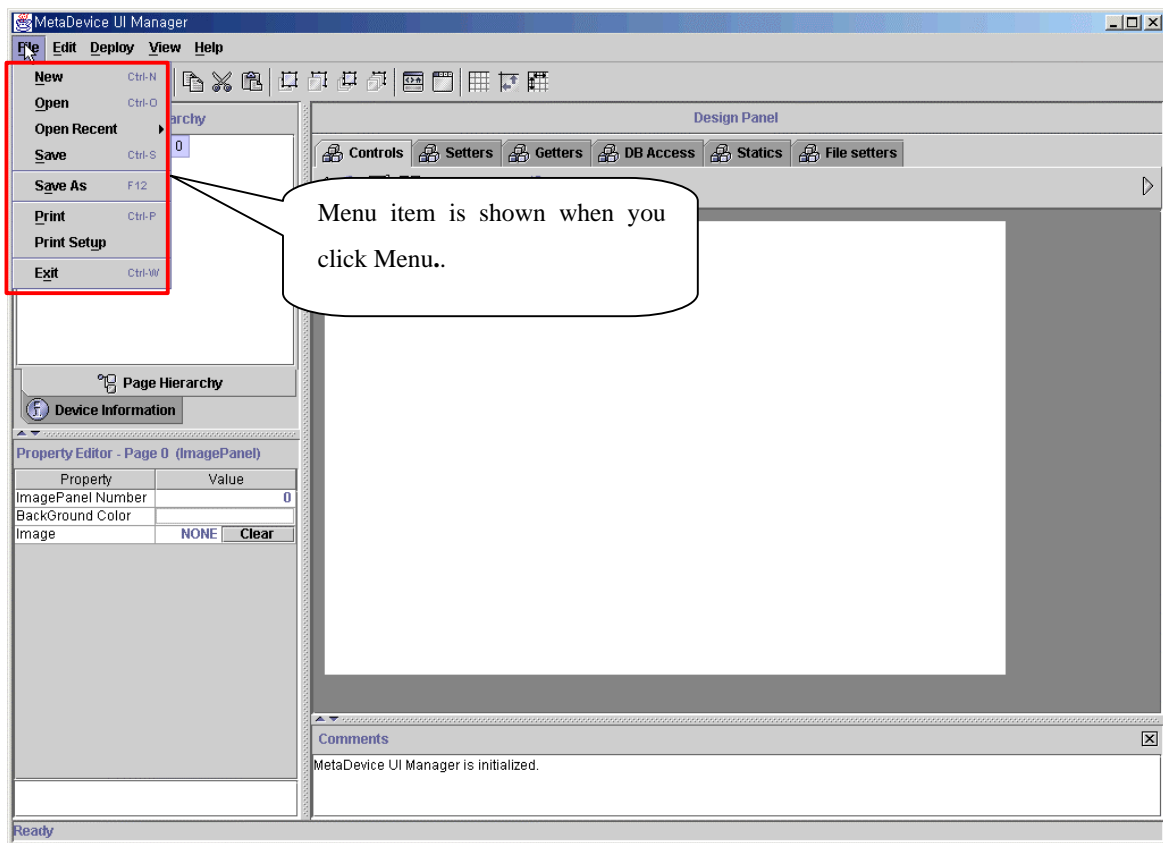 MetaDevice UI Manager
File Edit Deploy View Help
New Ctrl-N
Open Ctrl-O
Open Recent
Save Ctrl-S
Save As F12
Print Ctrl-P
Print Setup
Exit Ctrl-W
0
Page Hierarchy
Device Information
Property Editor - Page 0 (ImagePanel)
Property Value
ImagePanel Number 0
BackGround Color
Image NONE Clear
Design Panel
Controls Setters Getters DB Access Statics File setters
Menu item is shown when you
click Menu..
Comments
MetaDevice UI Manager is initialized.
Ready